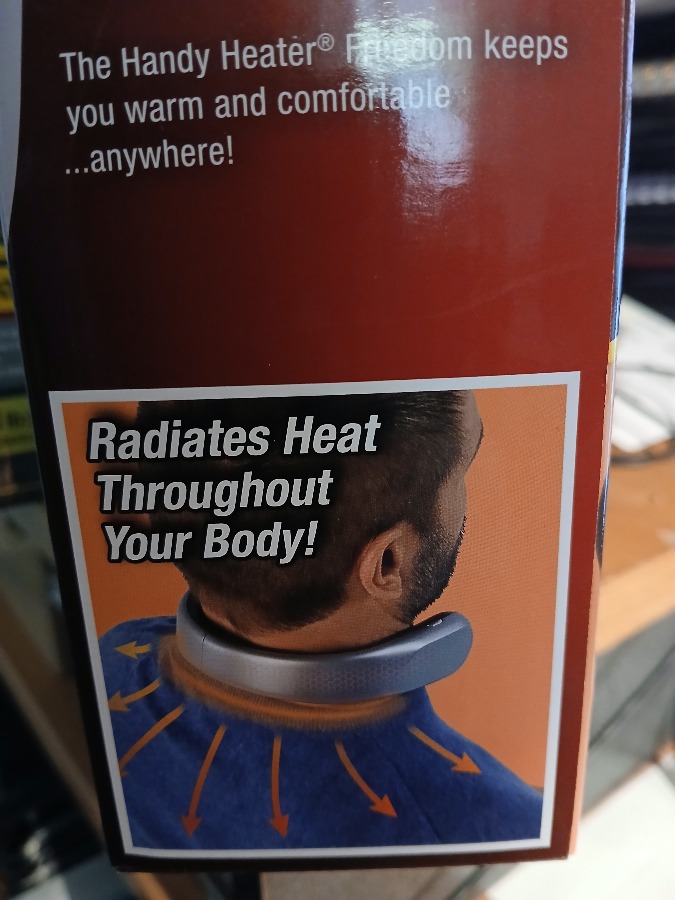 The Handy Heater® Freedom keeps
you warm and comfortable
...anywhere!
Radiates Heat
Throughout
Your Body!